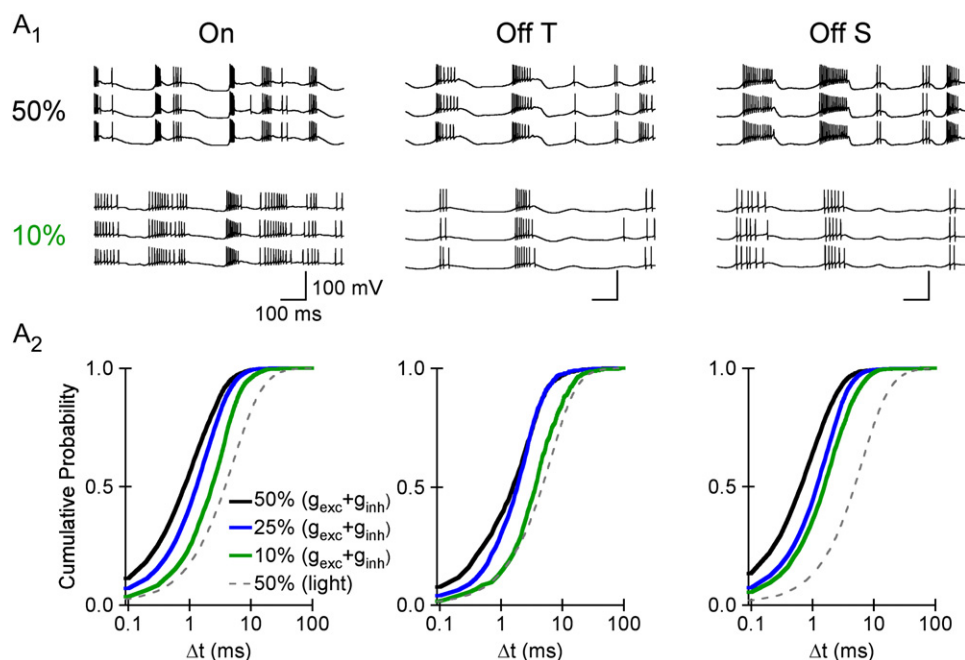 A1
On Off T Off S
50%
10%
100 mV
100 ms
A2
Cumulative Probability
1.0
0.5
0.0
50% (gexc+ginh)
25% (gexc+ginh)
10% (gexc+ginh)
50% (light)
0.1 1 10 100
Δt (ms)
1.0
0.5
0.0
0.1 1 10 100
Δt (ms)
1.0
0.5
0.0
0.1 1 10 100
Δt (ms)